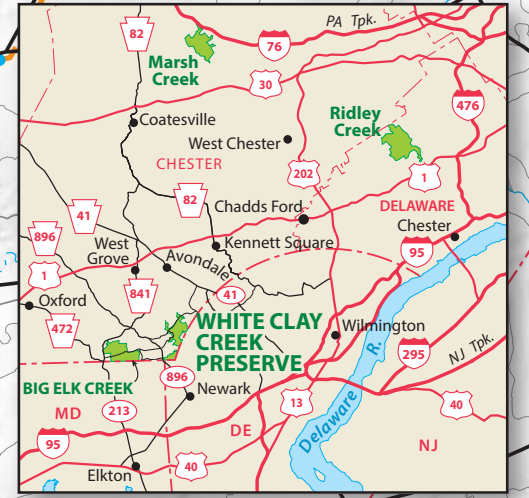 PA Tpk.
82
76
Marsh
Creek
30
476
Ridley
Creek
Coatesville
West Chester
CHESTER
202
1
82
Chadds Ford
DELAWARE
41
Chester
896
West
Grove
Kennett Square
95
Avondale
1
841
41
Oxford
472
WHITE CLAY
CREEK
PRESERVE
Wilmington
295
NJ Tpk.
896
BIG ELK CREEK
Newark
13
40
MD
213
DE
Delaware R.
NJ
95
40
Elkton